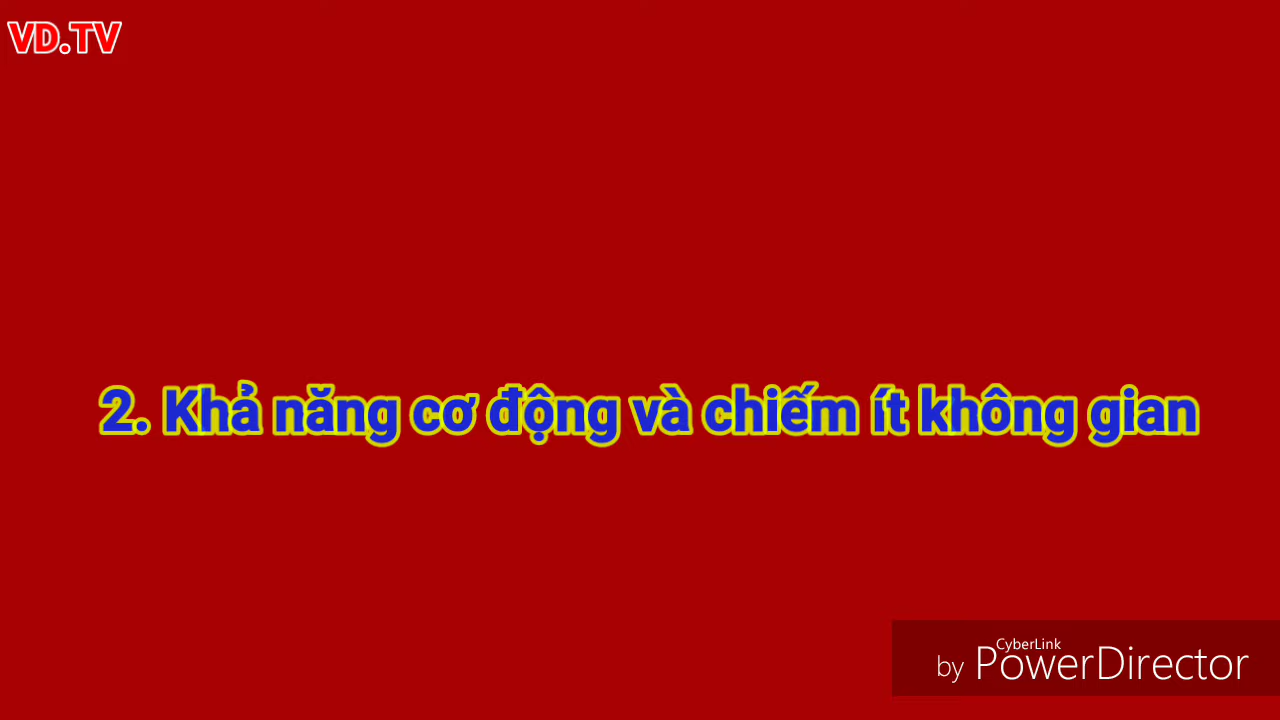 VD.TV
2. Khả năng cơ động và chiếm ít không gian
CyberLink
by PowerDirector